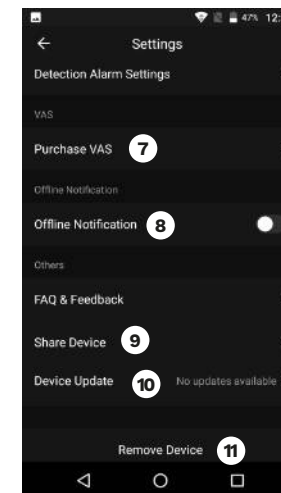 47% 12:
Settings
Detection Alarm Settings
VAS
Purchase VAS 7
Offline Notification
Offline Notification 8
Others
FAQ & Feedback
Share Device 9
Device Update 10 No updates available
Remove Device 11